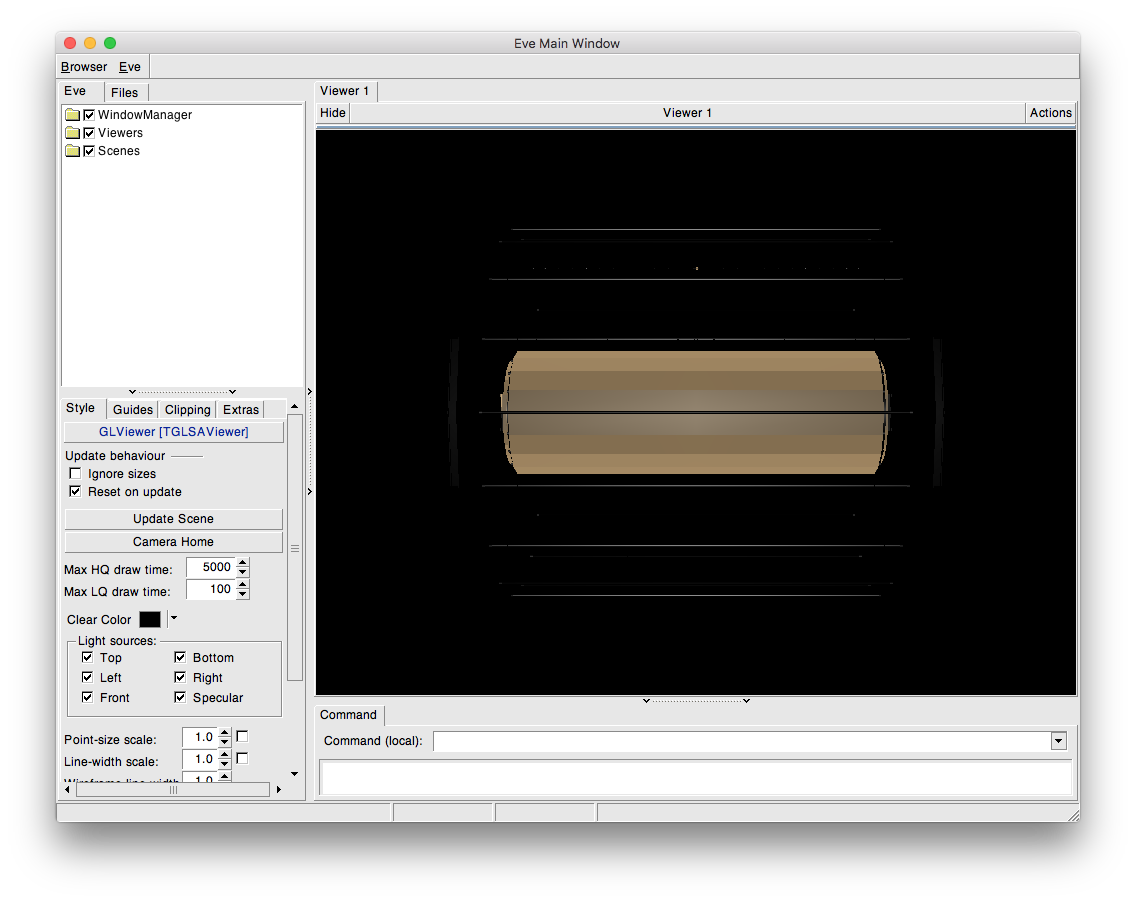 Eve Main Window
Browser Eve
Eve Files
WindowManager
Viewers
Scenes
Viewer 1
Hide Viewer 1 Actions
Style Guides Clipping Extras
GLViewer [TGLSAViewer]
Update behaviour
Ignore sizes
Reset on update
Update Scene
Camera Home
Max HQ draw time: 5000
Max LQ draw time: 100
Clear Color
Light sources:
Top Bottom
Left Right
Front Specular
Point-size scale: 1.0
Line-width scale: 1.0
Wireframe line-width 1.0
Command
Command (local):